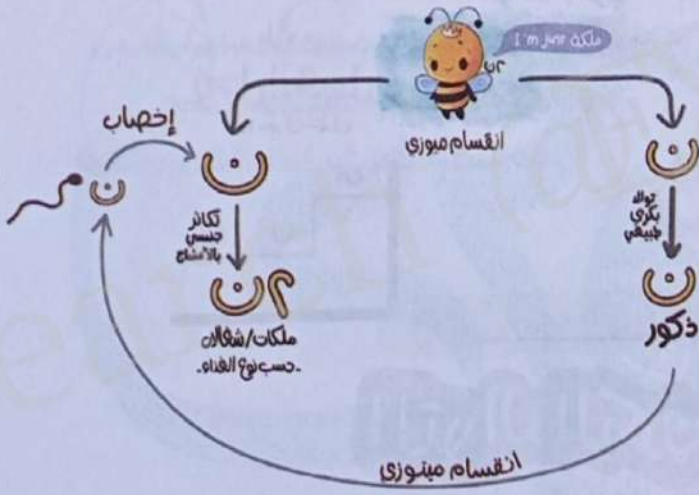 I'm just ملكة
٢ن
انقسام ميوزي
إخصاب
ن
ن
ن
تكاثر
جنسي
بالأمشاج
توالد
بكري
طبيعي
٢ن
ن
ملكات/شغالات
-حسب نوع الغذاء-
ذكور
انقسام ميتوزي